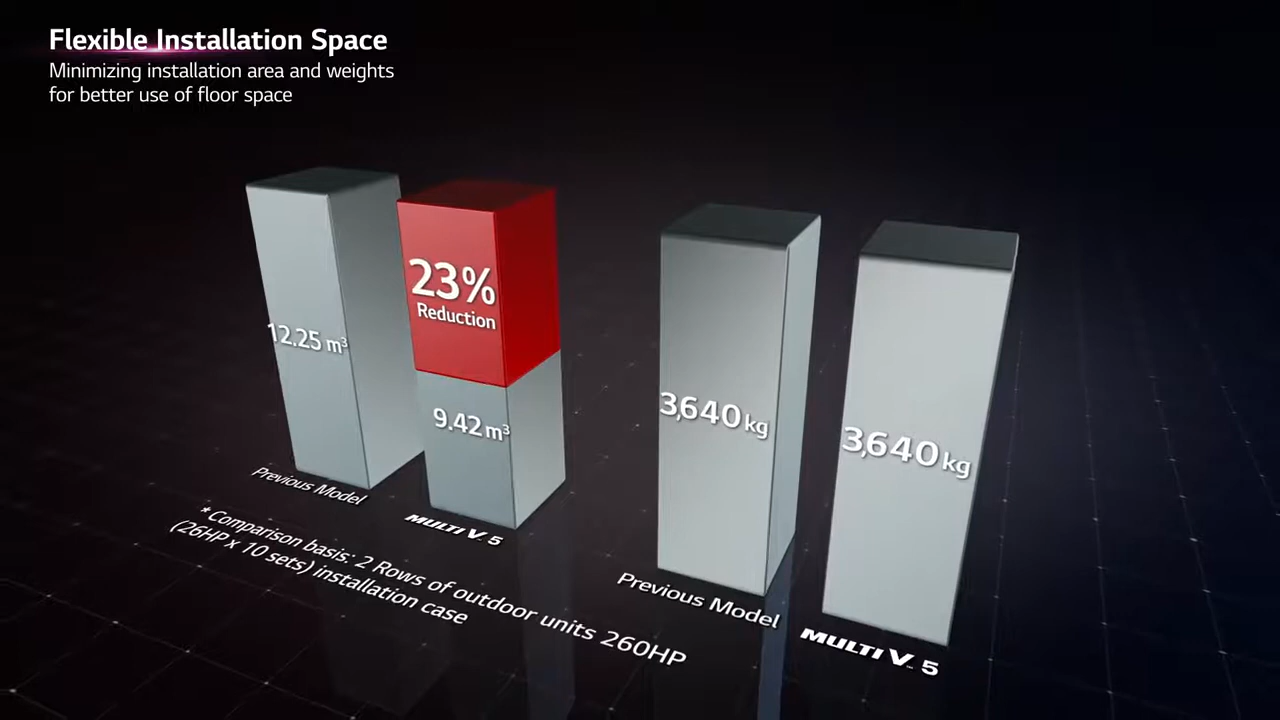 Flexible Installation Space
Minimizing installation area and weights
for better use of floor space
12.25 m³
23%
Reduction
9.42 m³
Previous Model
MULTI V™ 5
* Comparison basis: 2 Rows of outdoor units 260HP
(26HP x 10 sets) installation case
3,640 kg
3,640 kg
Previous Model
MULTI V™ 5